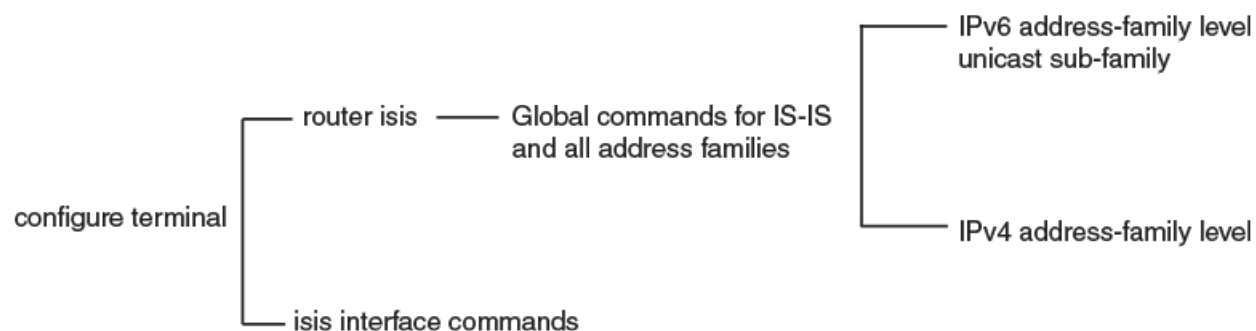 configure terminal
router isis
Global commands for IS-IS
and all address families
IPv6 address-family level
unicast sub-family
IPv4 address-family level
isis interface commands